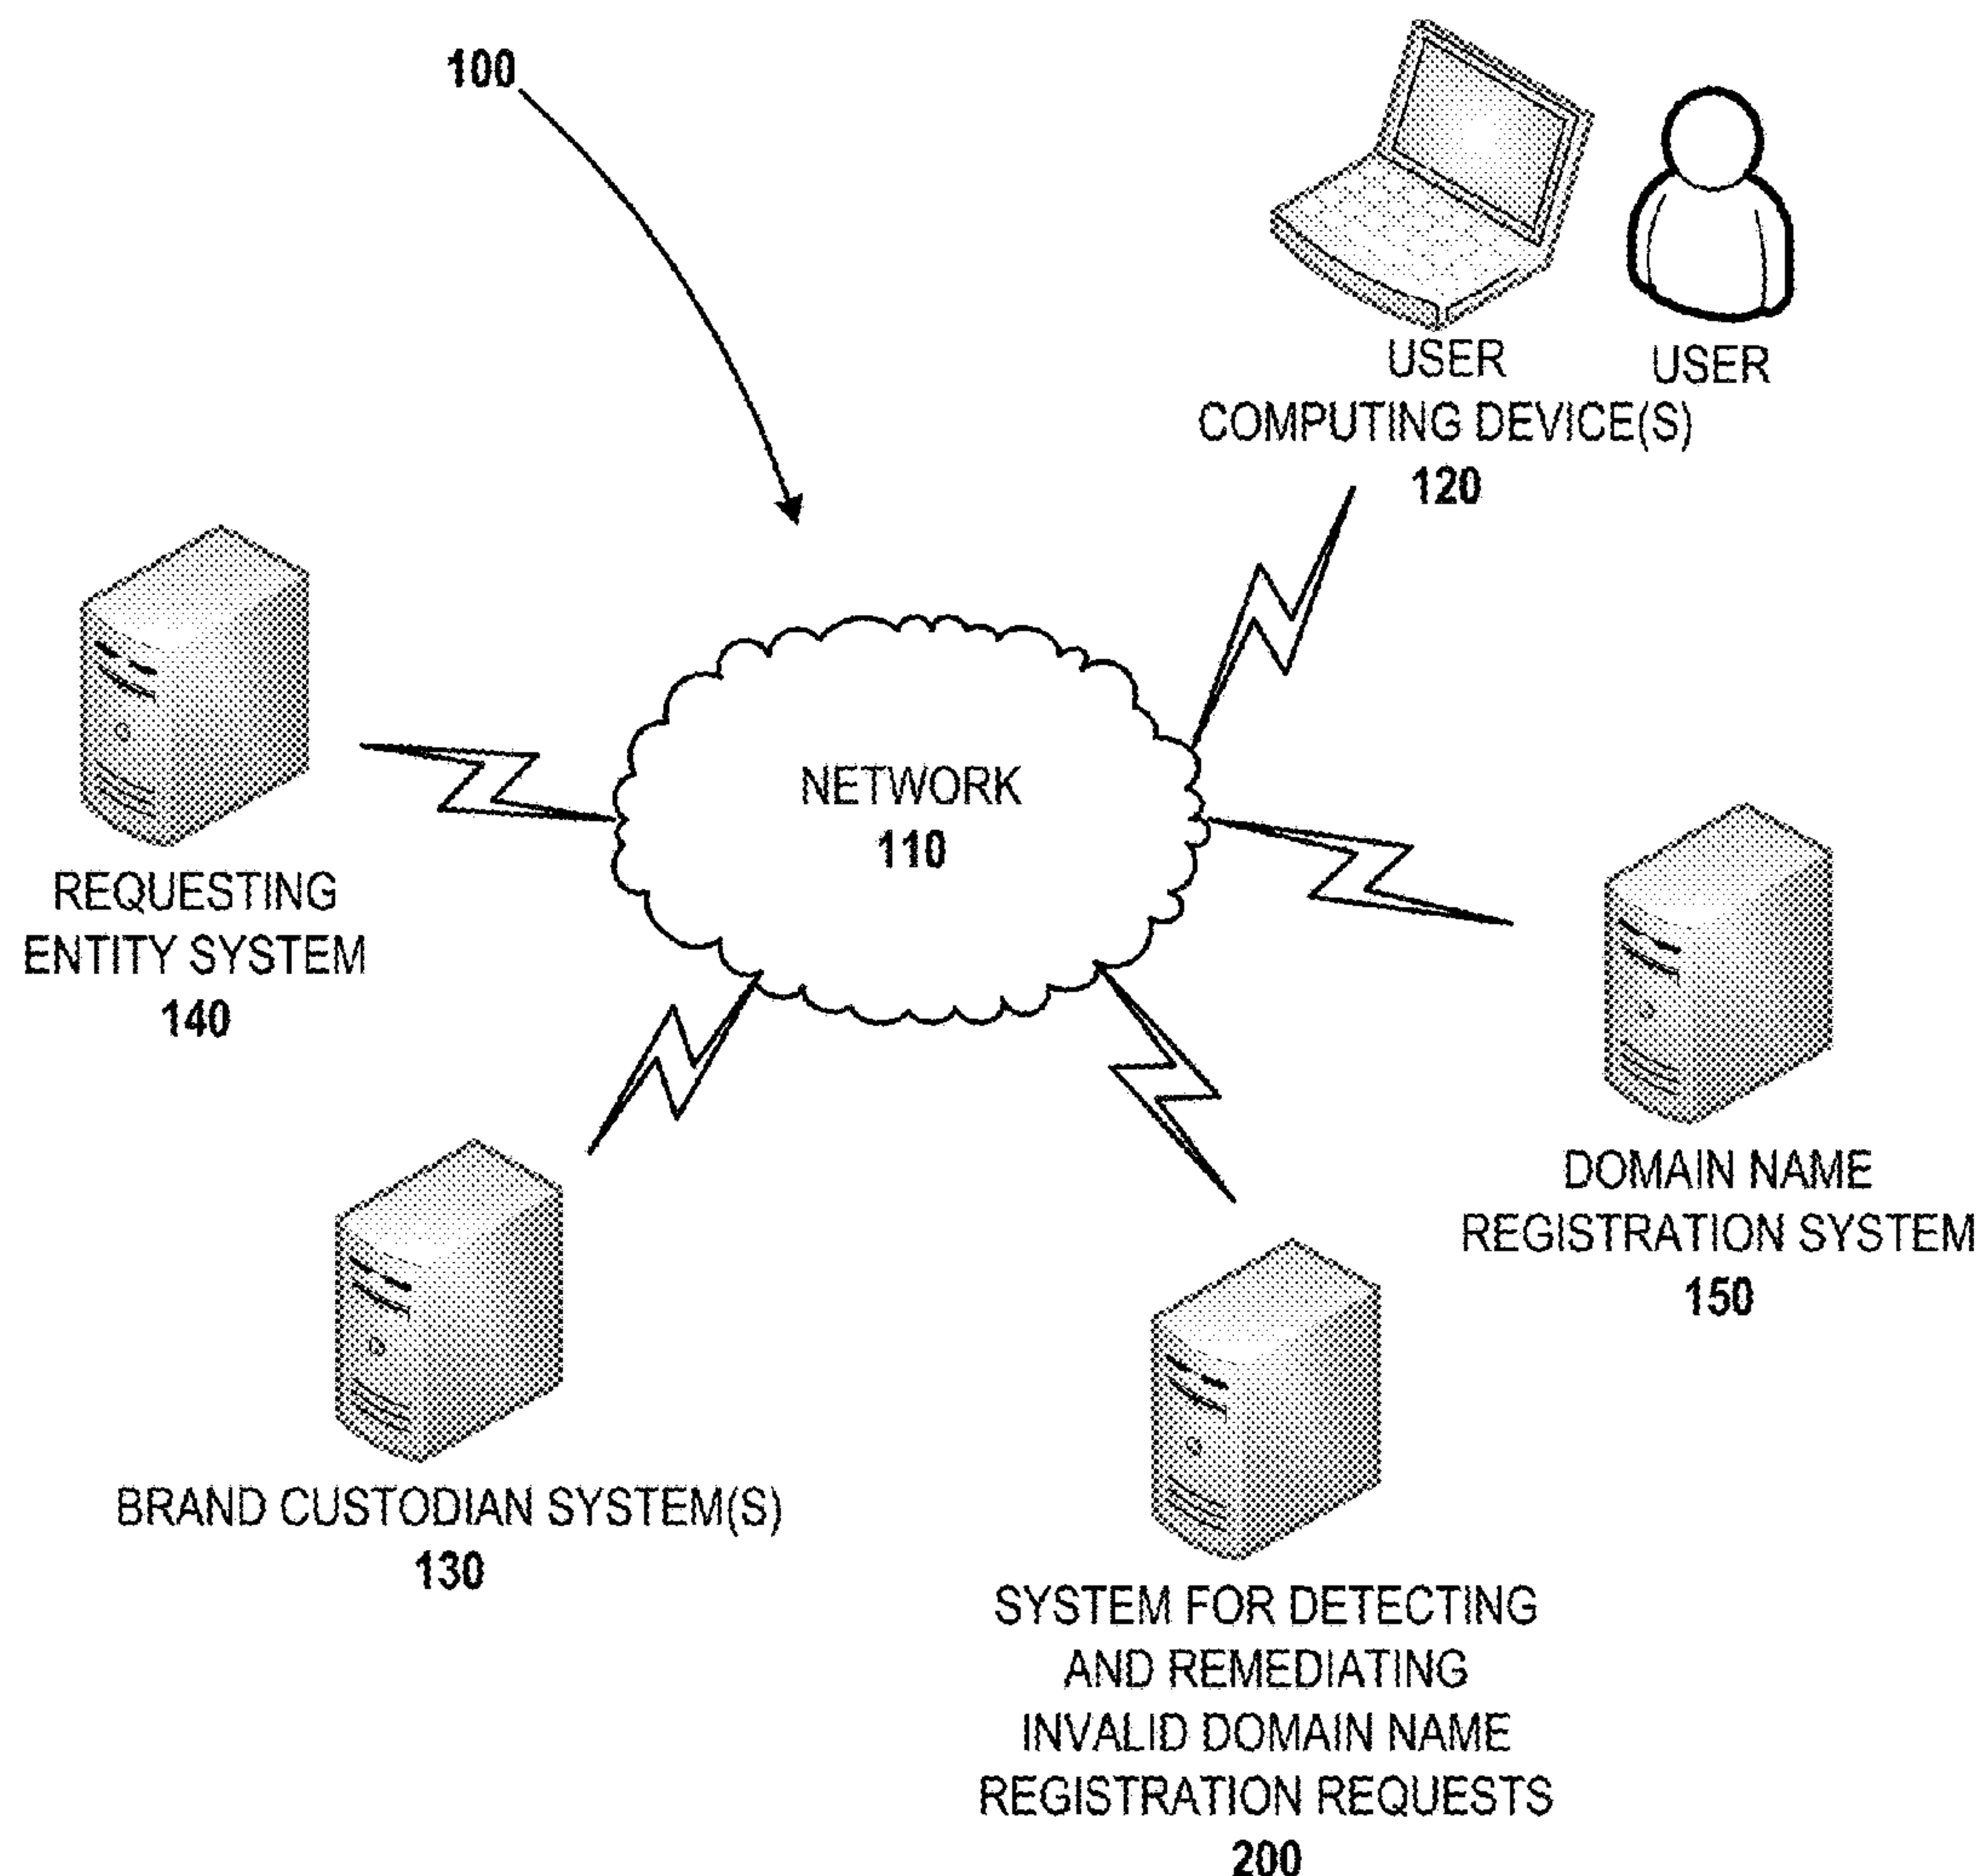 100
USER
COMPUTING DEVICE(S)
120
USER
NETWORK
110
REQUESTING
ENTITY SYSTEM
140
DOMAIN NAME
REGISTRATION SYSTEM
150
BRAND CUSTODIAN SYSTEM(S)
130
SYSTEM FOR DETECTING
AND REMEDIATING
INVALID DOMAIN NAME
REGISTRATION REQUESTS
200